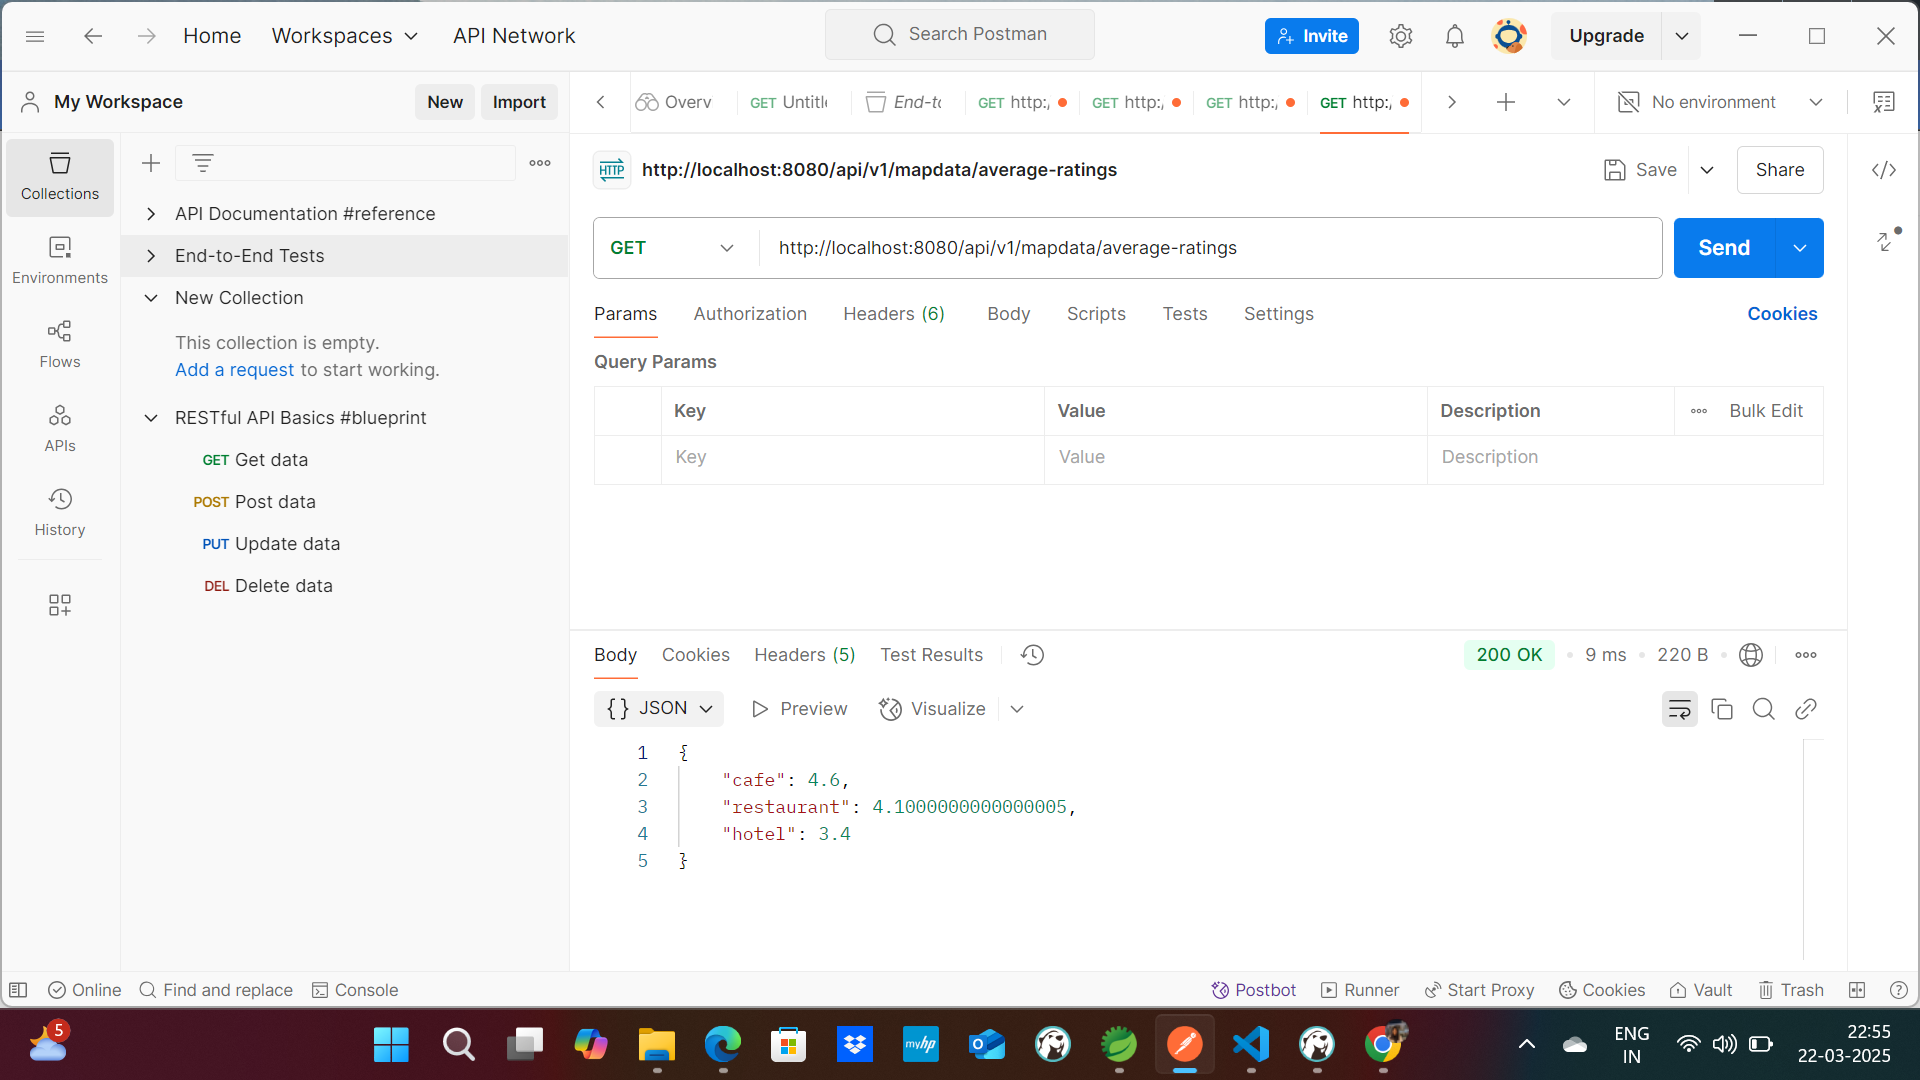 Home Workspaces API Network
Search Postman
Invite
Upgrade
My Workspace
New Import
Overv
GET Untitle
End-to
GET http:/
GET http:/
GET http:/
GET http:/
No environment
Collections
Environments
Flows
APIs
History
API Documentation #reference
End-to-End Tests
New Collection
This collection is empty.
Add a request to start working.
RESTful API Basics #blueprint
GET Get data
POST Post data
PUT Update data
DEL Delete data
HTTP http://localhost:8080/api/v1/mapdata/average-ratings
Save Share
GET http://localhost:8080/api/v1/mapdata/average-ratings
Send
Params Authorization Headers (6) Body Scripts Tests Settings Cookies
Query Params
Key Value Description Bulk Edit
Key Value Description
Body Cookies Headers (5) Test Results 200 OK 9 ms 220 B
{} JSON Preview Visualize
1 {
2 "cafe": 4.6,
3 "restaurant": 4.1000000000000005,
4 "hotel": 3.4
5 }
Online Find and replace Console Postbot Runner Start Proxy Cookies Vault Trash
5
myhp
ENG
IN
22:55
22-03-2025